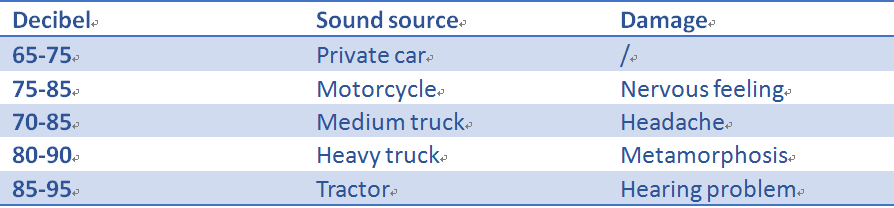 Decibel Sound source Damage
65-75 Private car /
75-85 Motorcycle Nervous feeling
70-85 Medium truck Headache
80-90 Heavy truck Metamorphosis
85-95 Tractor Hearing problem